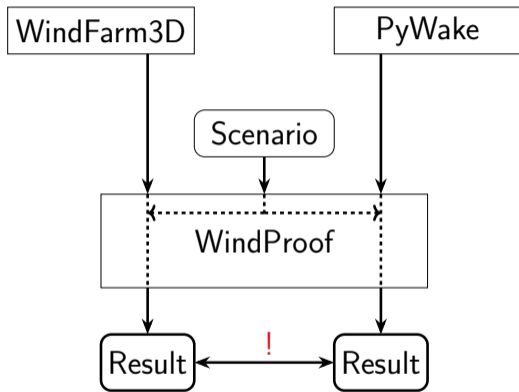 WindFarm3D
PyWake
Scenario
WindProof
!
Result
Result